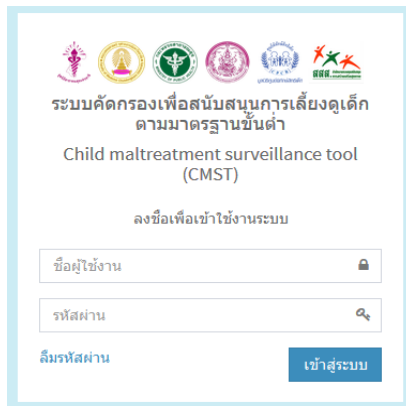 สสส
ระบบคัดกรองเพื่อสนับสนุนการเลี้ยงดูเด็ก
ตามมาตรฐานขั้นต่ำ
Child maltreatment surveillance tool
(CMST)
ลงชื่อเพื่อเข้าใช้งานระบบ
ชื่อผู้ใช้งาน
รหัสผ่าน
ลืมรหัสผ่าน
เข้าสู่ระบบ